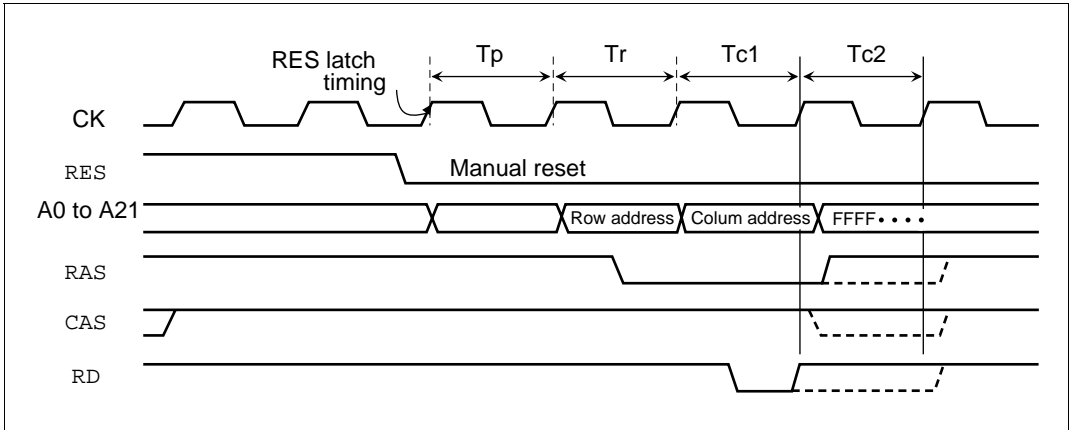 Tp Tr Tc1 Tc2
RES latch
timing
CK
RES Manual reset
A0 to A21 Row address Colum address FFFF • • • •
RAS
CAS
RD